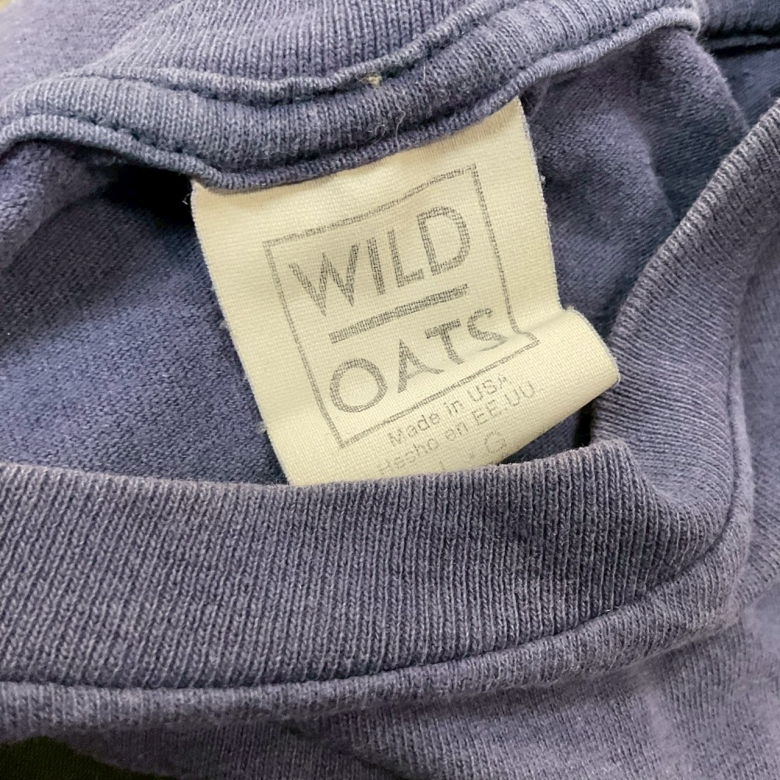 WILD
OATS
Made in USA
Hecho en EE.UU
L * G